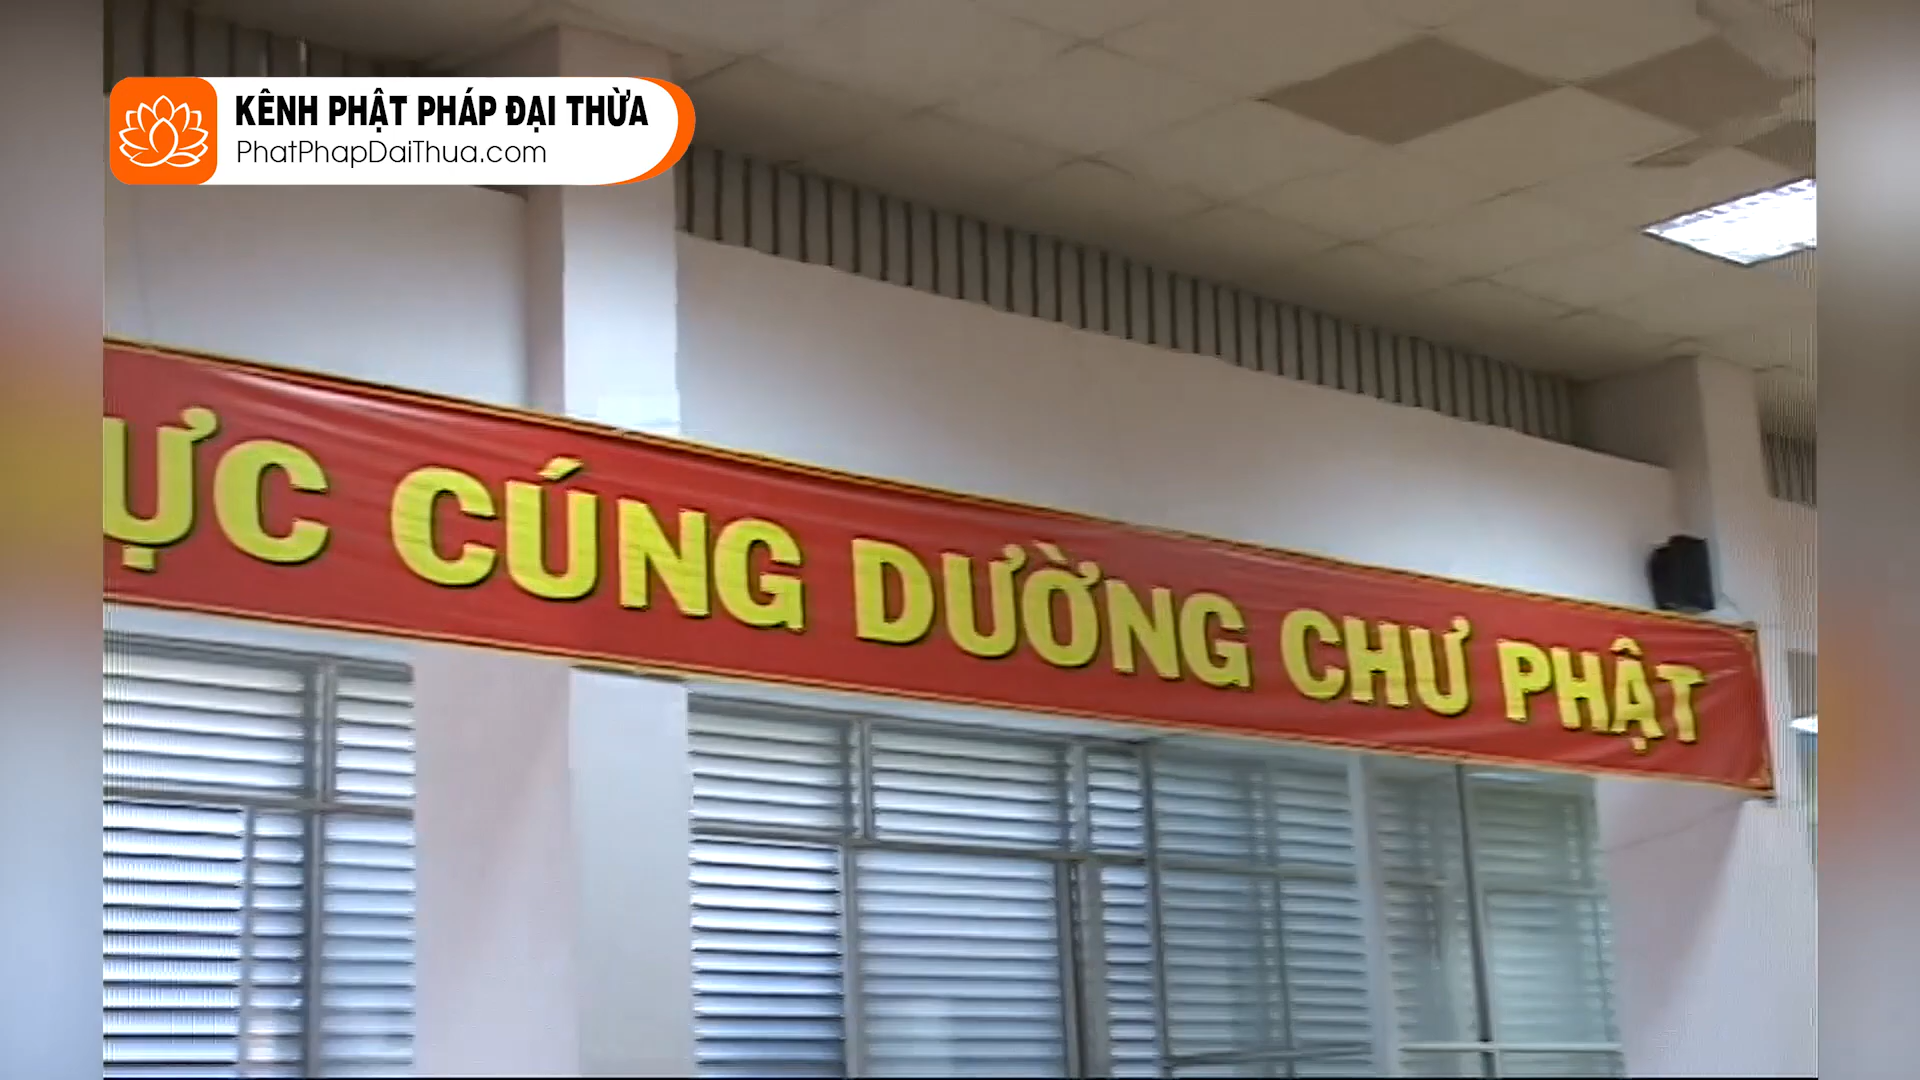 KÊNH PHẬT PHÁP ĐẠI THỪA
PhatPhapDaiThua.com
ỰC CÚNG DƯỜNG CHƯ PHẬT